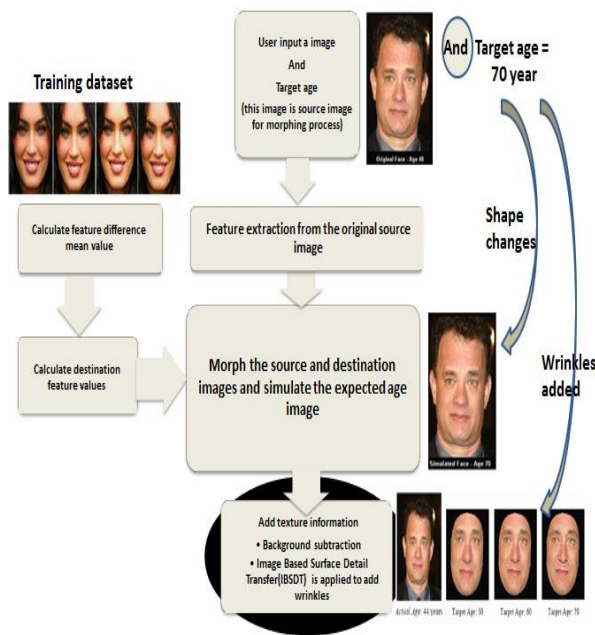 User input a image
And
Target age
(this image is source image
for morphing process)
Original Face - Age 40
And
Target age =
70 year
Training dataset
Calculate feature difference
mean value
Feature extraction from the original source
image
Shape
changes
Calculate destination
feature values
Morph the source and destination
images and simulate the expected age
image
Simulated Face - Age 70
Wrinkles
added
Add texture information
• Background subtraction
• Image Based Surface Detail
Transfer(IBSDT) is applied to add
wrinkles
Actual Age: 44 years
Target Age: 50
Target Age: 60
Target Age: 70